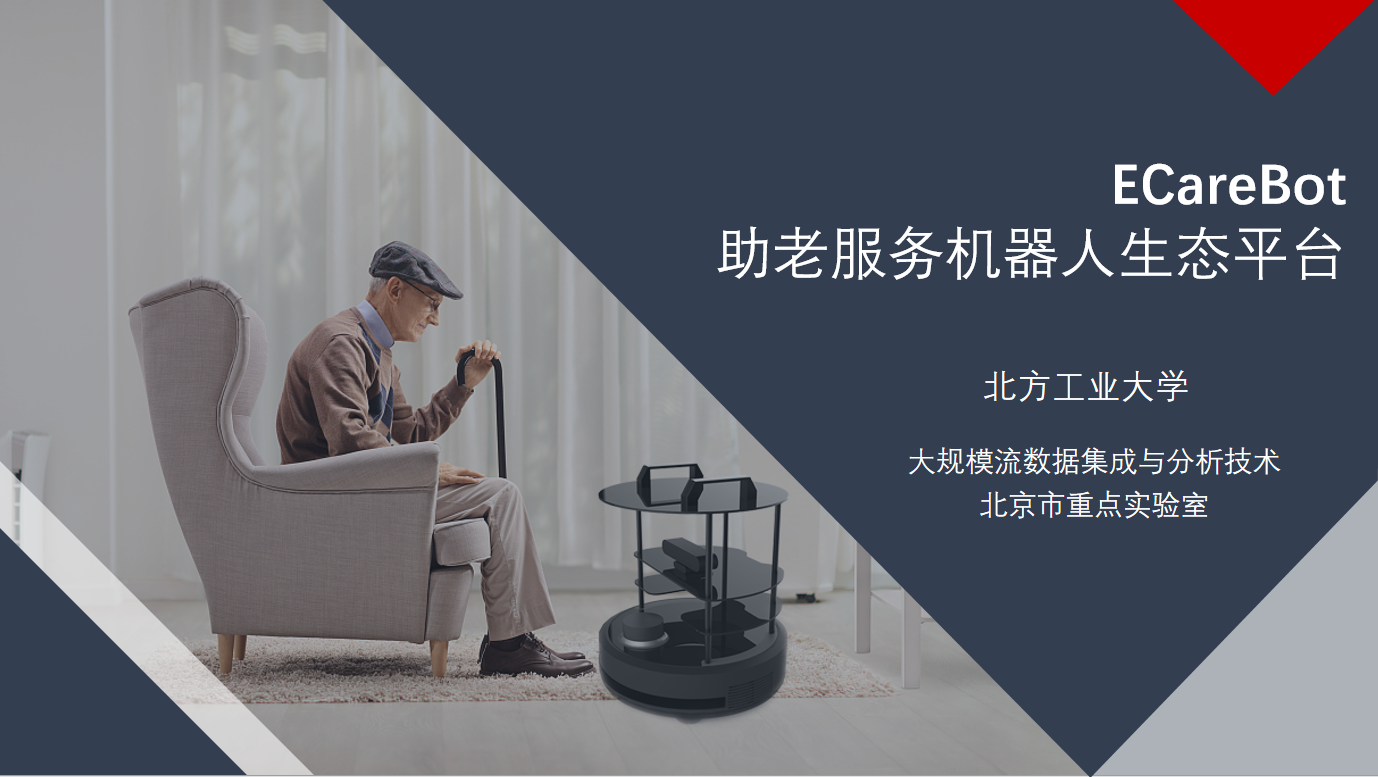 ECareBot
助老服务机器人生态平台
北方工业大学
大规模流数据集成与分析技术
北京市重点实验室